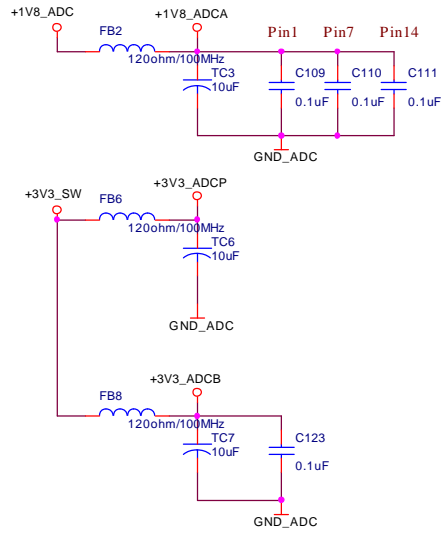 +1V8_ADC
+1V8_ADCA
FB2
Pin1
Pin7
Pin14
120ohm/100MHz
TC3
10uF
C109
0.1uF
C110
0.1uF
C111
0.1uF
GND_ADC
+3V3_SW
+3V3_ADCP
FB6
120ohm/100MHz
TC6
10uF
GND_ADC
+3V3_ADCB
FB8
120ohm/100MHz
TC7
10uF
C123
0.1uF
GND_ADC